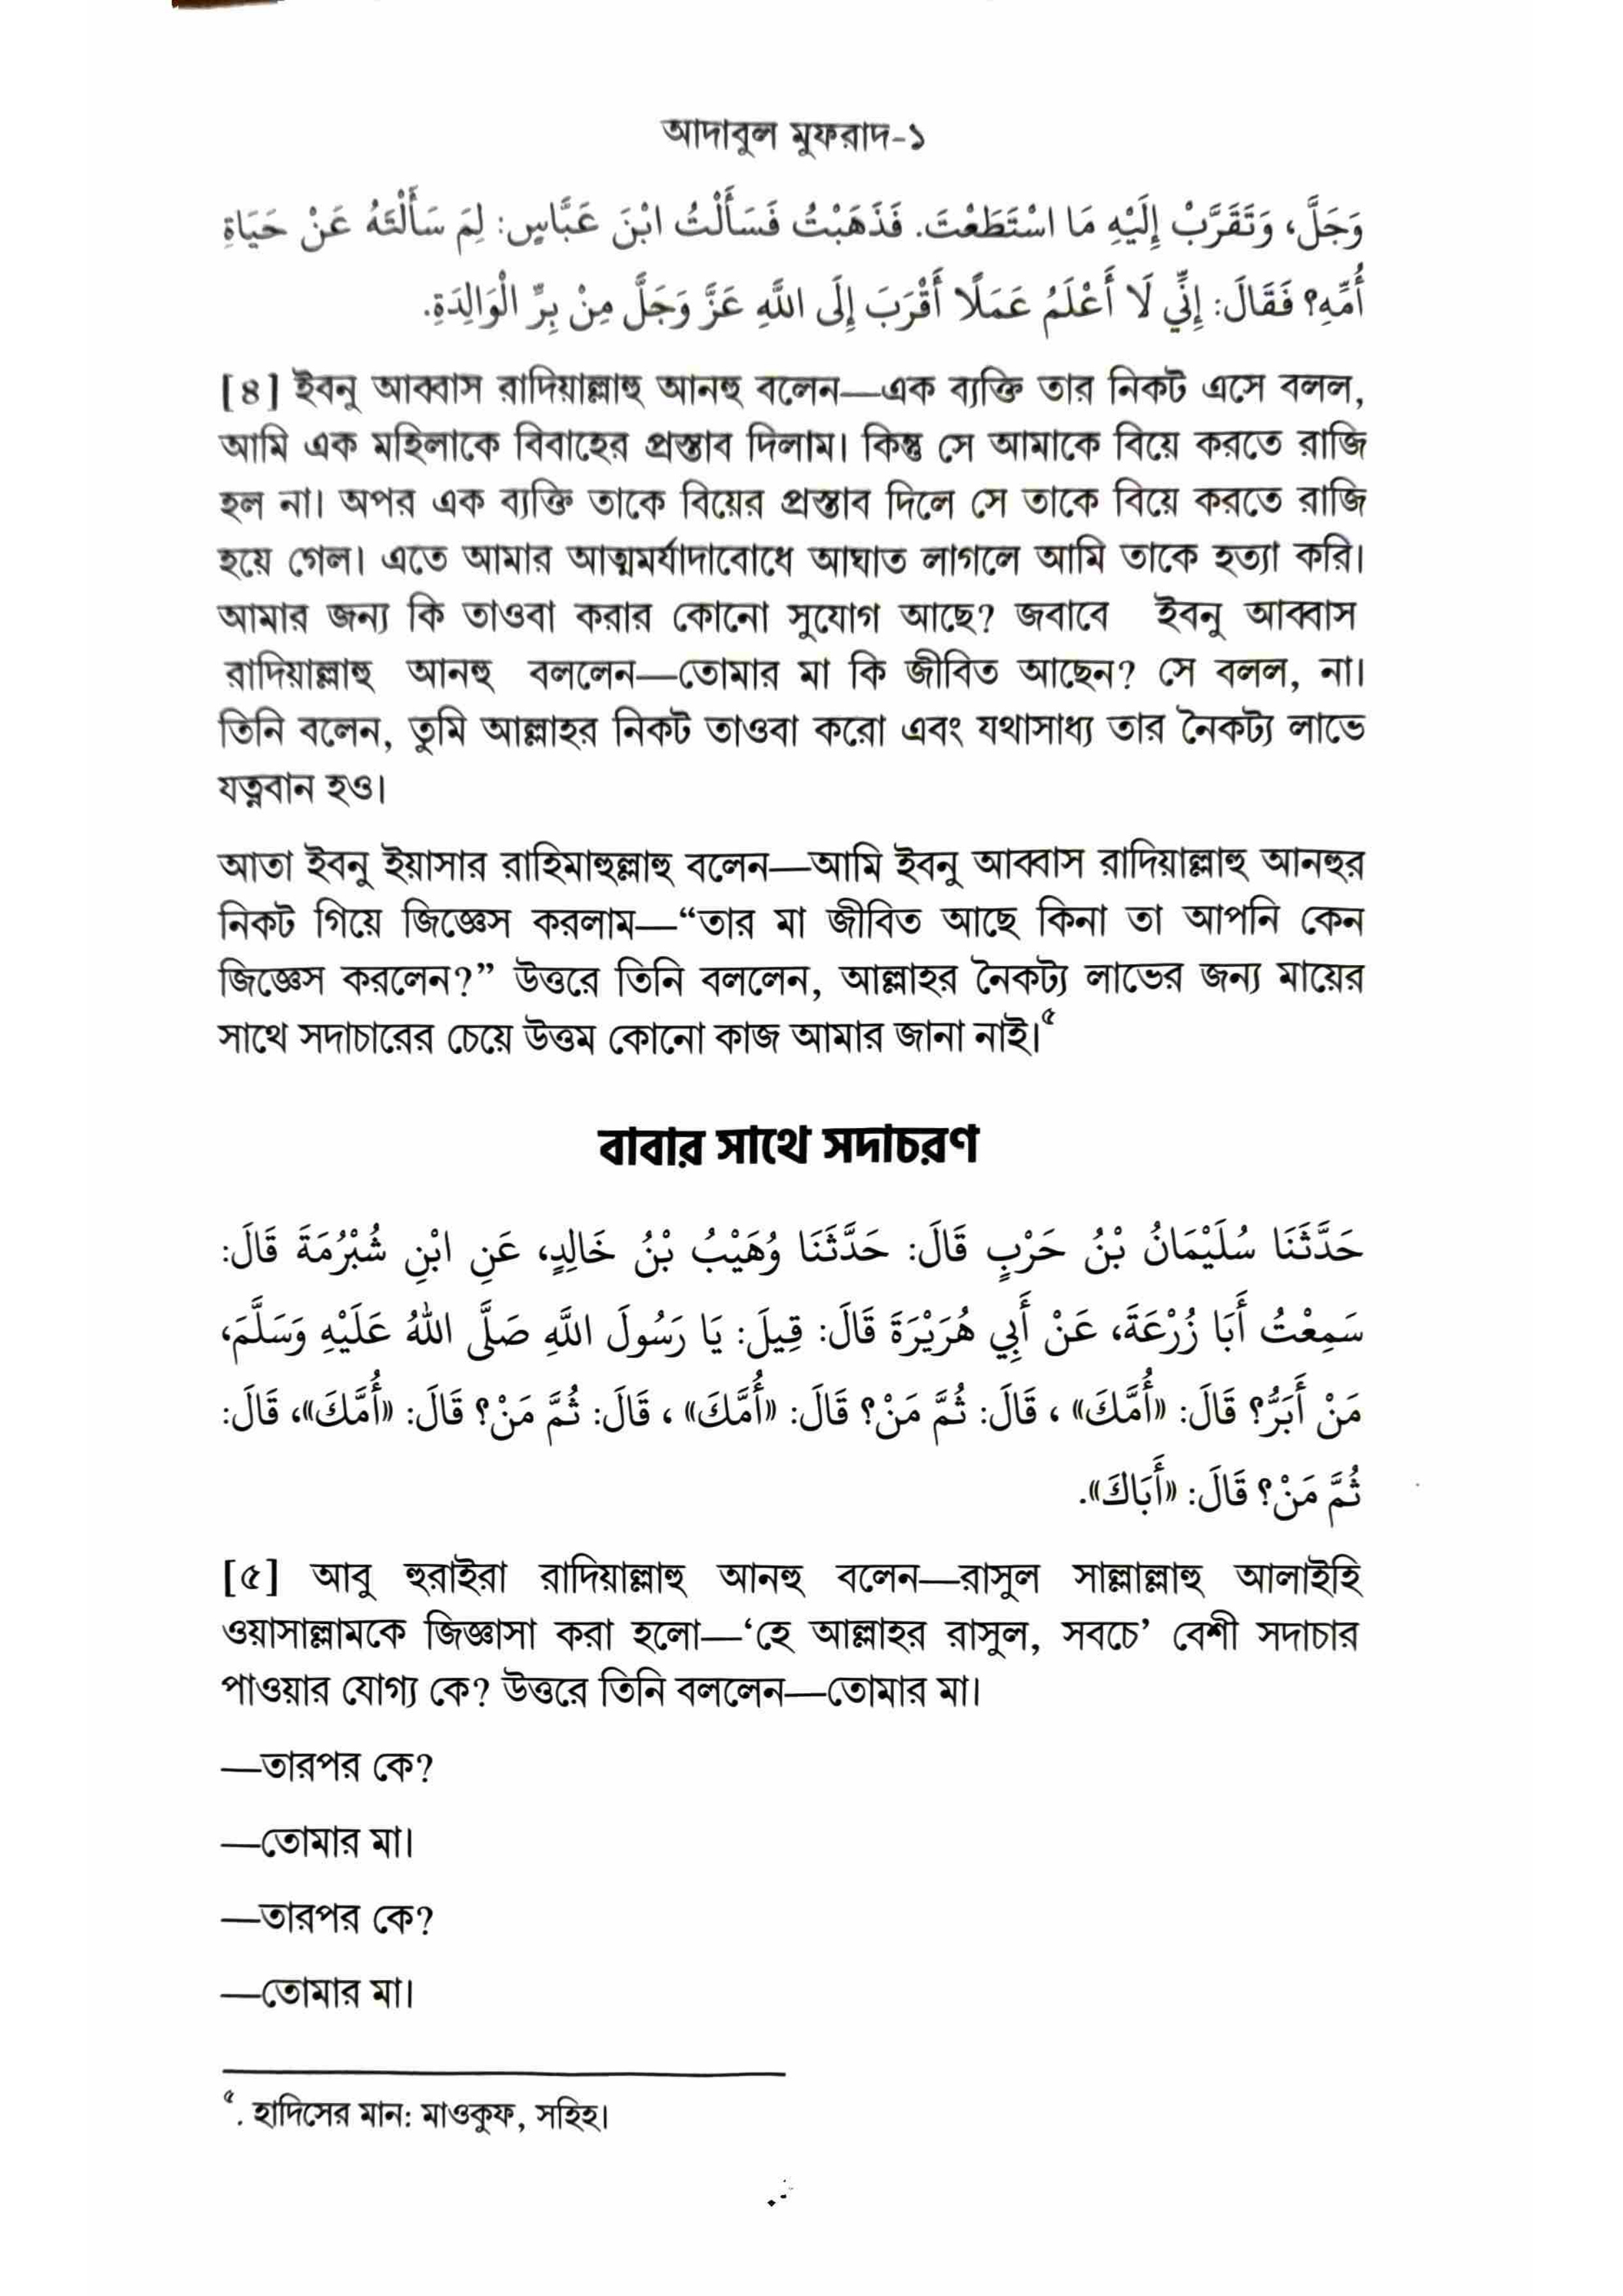 আদাবুল মুফরাদ-১
وَجَلَّ، وَتَقَرَّبْ إِلَيْهِ مَا اسْتَطَعْتَ. فَذَهَبْتُ فَسَأَلْتُ ابْنَ عَبَّاسٍ: لِمَ سَأَلْتَهُ عَنْ حَيَاةِ
أُمِّهِ؟ فَقَالَ: إِنِّي لَا أَعْلَمُ عَمَلًا أَقْرَبَ إِلَى اللَّهِ عَزَّ وَجَلَّ مِنْ بِرِّ الْوَالِدَةِ.
[৪] ইবনু আব্বাস রাদিয়াল্লাহু আনহু বলেন—এক ব্যক্তি তার নিকট এসে বলল,
আমি এক মহিলাকে বিবাহের প্রস্তাব দিলাম। কিন্তু সে আমাকে বিয়ে করতে রাজি
হল না। অপর এক ব্যক্তি তাকে বিয়ের প্রস্তাব দিলে সে তাকে বিয়ে করতে রাজি
হয়ে গেল। এতে আমার আত্মমর্যাদাবোধে আঘাত লাগলে আমি তাকে হত্যা করি।
আমার জন্য কি তাওবা করার কোনো সুযোগ আছে? জবাবে ইবনু আব্বাস
রাদিয়াল্লাহু আনহু বললেন—তোমার মা কি জীবিত আছেন? সে বলল, না।
তিনি বলেন, তুমি আল্লাহর নিকট তাওবা করো এবং যথাসাধ্য তার নৈকট্য লাভে
যত্নবান হও।
আতা ইবনু ইয়াসার রাহিমাহুল্লাহু বলেন—আমি ইবনু আব্বাস রাদিয়াল্লাহু আনহুর
নিকট গিয়ে জিজ্ঞেস করলাম—“তার মা জীবিত আছে কিনা তা আপনি কেন
জিজ্ঞেস করলেন?” উত্তরে তিনি বললেন, আল্লাহর নৈকট্য লাভের জন্য মায়ের
সাথে সদাচারের চেয়ে উত্তম কোনো কাজ আমার জানা নাই।৫
বাবার সাথে সদাচরণ
حَدَّثَنَا سُلَيْمَانُ بْنُ حَرْبٍ قَالَ: حَدَّثَنَا وُهَيْبُ بْنُ خَالِدٍ، عَنِ ابْنِ شُبْرُمَةَ قَالَ:
سَمِعْتُ أَبَا زُرْعَةَ، عَنْ أَبِي هُرَيْرَةَ قَالَ: قِيلَ: يَا رَسُولَ اللَّهِ صَلَّى اللهُ عَلَيْهِ وَسَلَّمَ،
مَنْ أَبَرُّ؟ قَالَ: «أُمَّكَ» ، قَالَ: ثُمَّ مَنْ؟ قَالَ: «أُمَّكَ» ، قَالَ: ثُمَّ مَنْ؟ قَالَ: «أُمَّكَ»، قَالَ:
ثُمَّ مَنْ؟ قَالَ: «أَبَاكَ».
[৫] আবু হুরাইরা রাদিয়াল্লাহু আনহু বলেন—রাসুল সাল্লাল্লাহু আলাইহি
ওয়াসাল্লামকে জিজ্ঞাসা করা হলো—‘হে আল্লাহর রাসুল, সবচে’ বেশী সদাচার
পাওয়ার যোগ্য কে? উত্তরে তিনি বললেন—তোমার মা।
—তারপর কে?
—তোমার মা।
—তারপর কে?
—তোমার মা।
৫. হাদিসের মান: মাওকুফ, সহিহ।